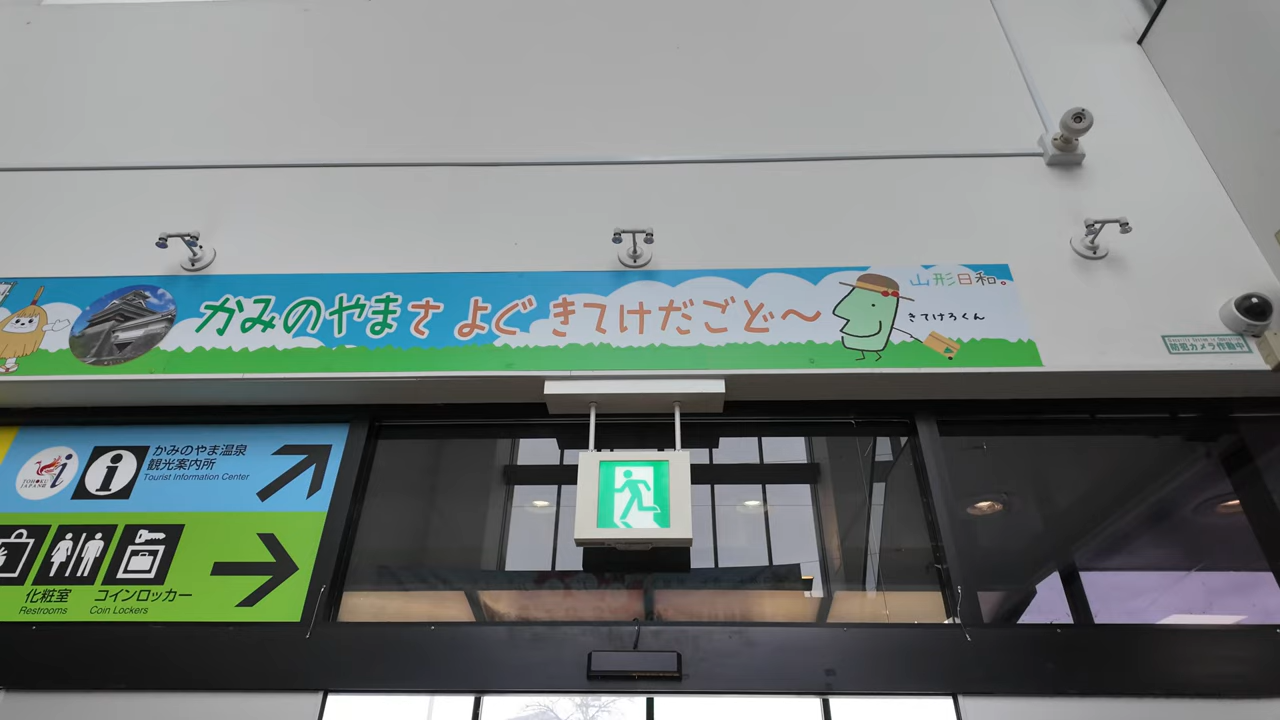 かみのやまさ よぐ きてけだごど〜
山形日和。
きてけろくん
防犯カメラ作動中
かみのやま温泉
観光案内所
Tourist Information Center
TOHOKU
JAPAN
化粧室
Restrooms
コインロッカー
Coin Lockers